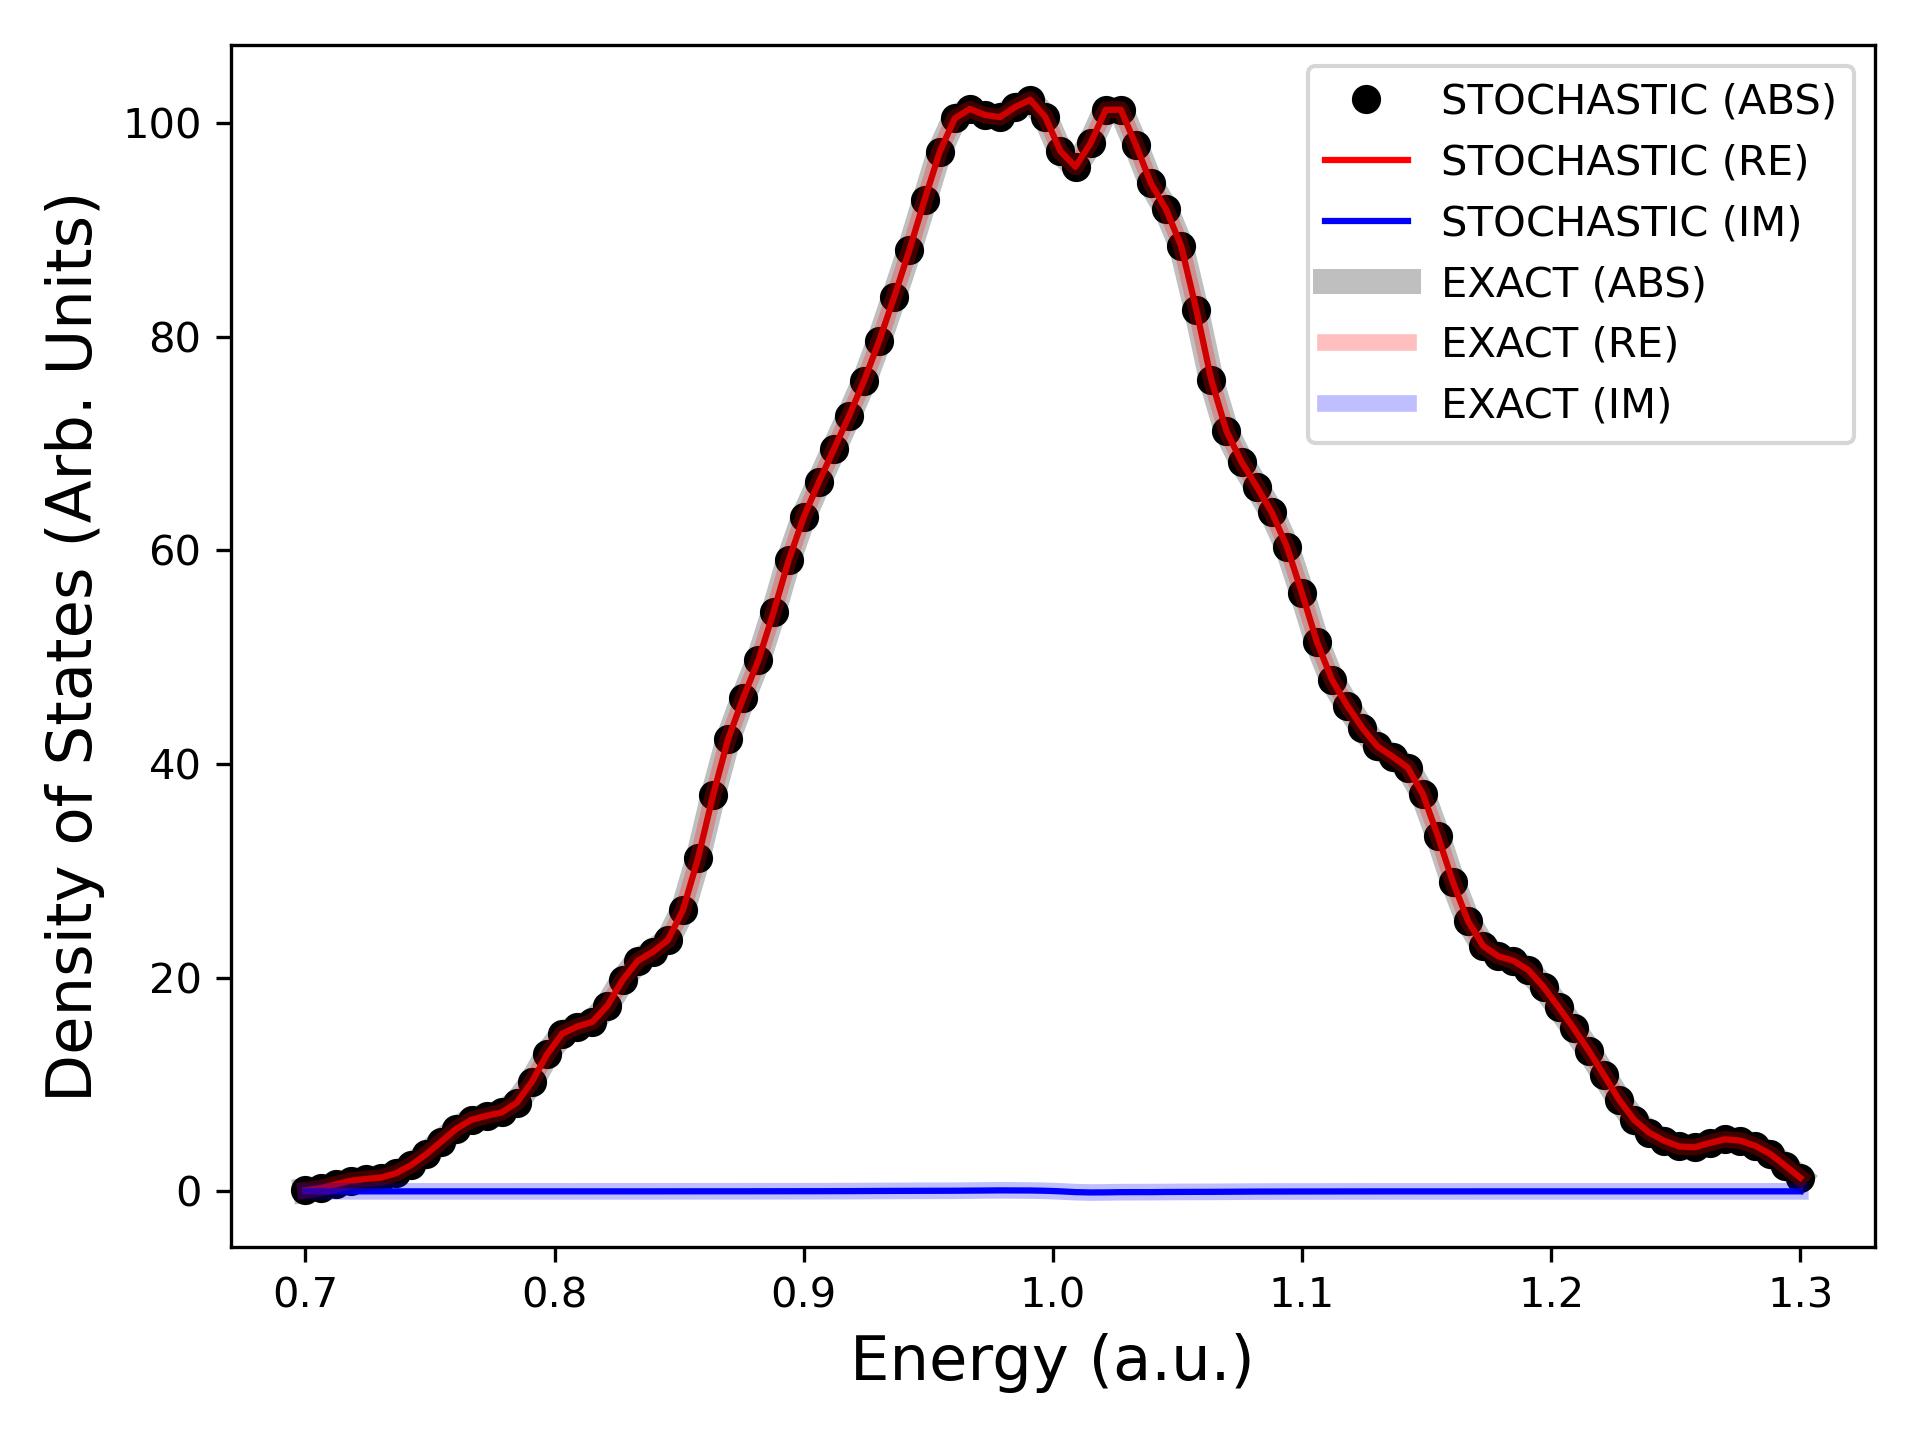 STOCHASTIC (ABS)
STOCHASTIC (RE)
STOCHASTIC (IM)
EXACT (ABS)
EXACT (RE)
EXACT (IM)
Density of States (Arb. Units)
100
80
60
40
20
0
0.7 0.8 0.9 1.0 1.1 1.2 1.3
Energy (a.u.)